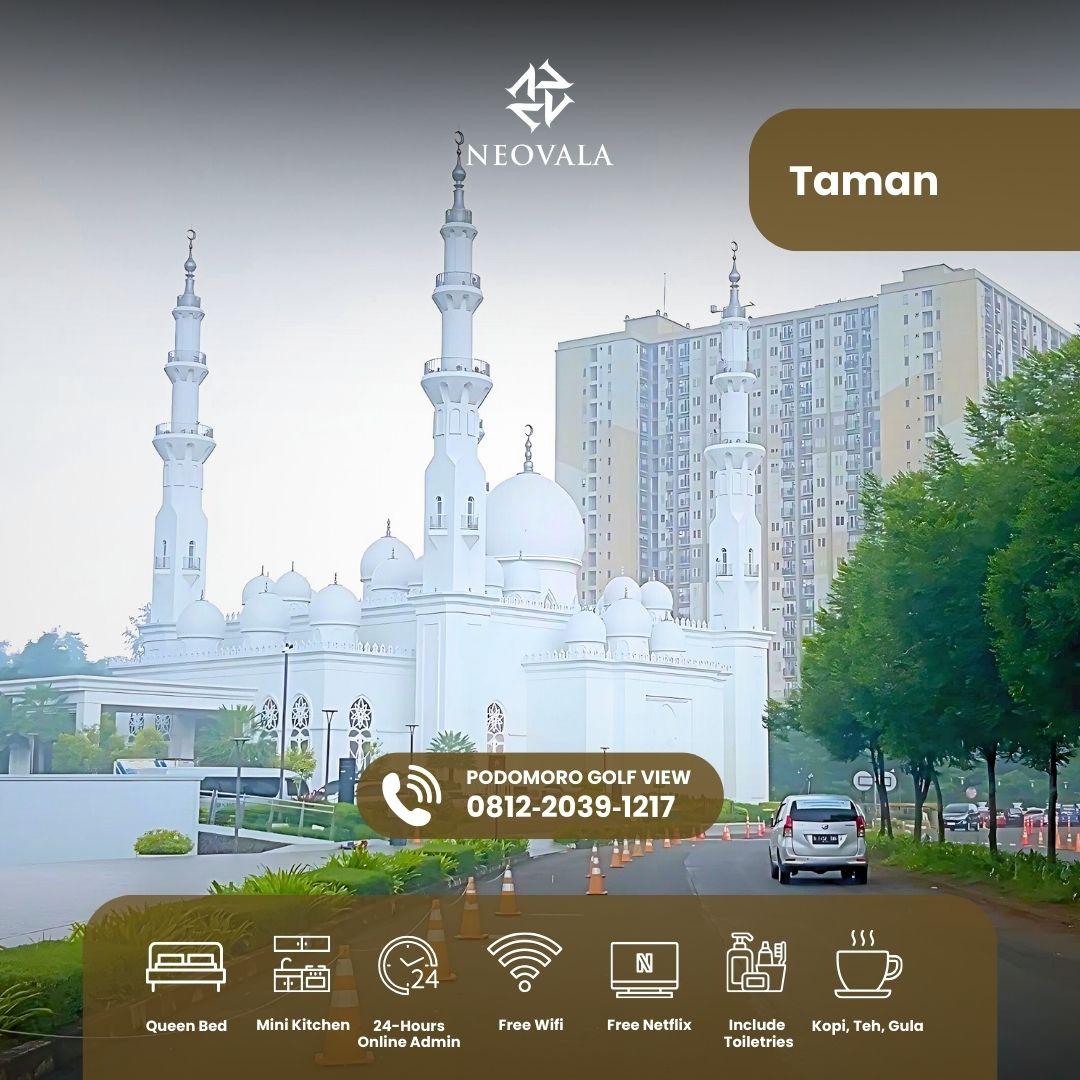 NEOVALA
Taman
PODOMORO GOLF VIEW
0812-2039-1217
24
N
Queen Bed
Mini Kitchen
24-Hours
Online Admin
Free Wifi
Free Netflix
Include
Toiletries
Kopi, Teh, Gula